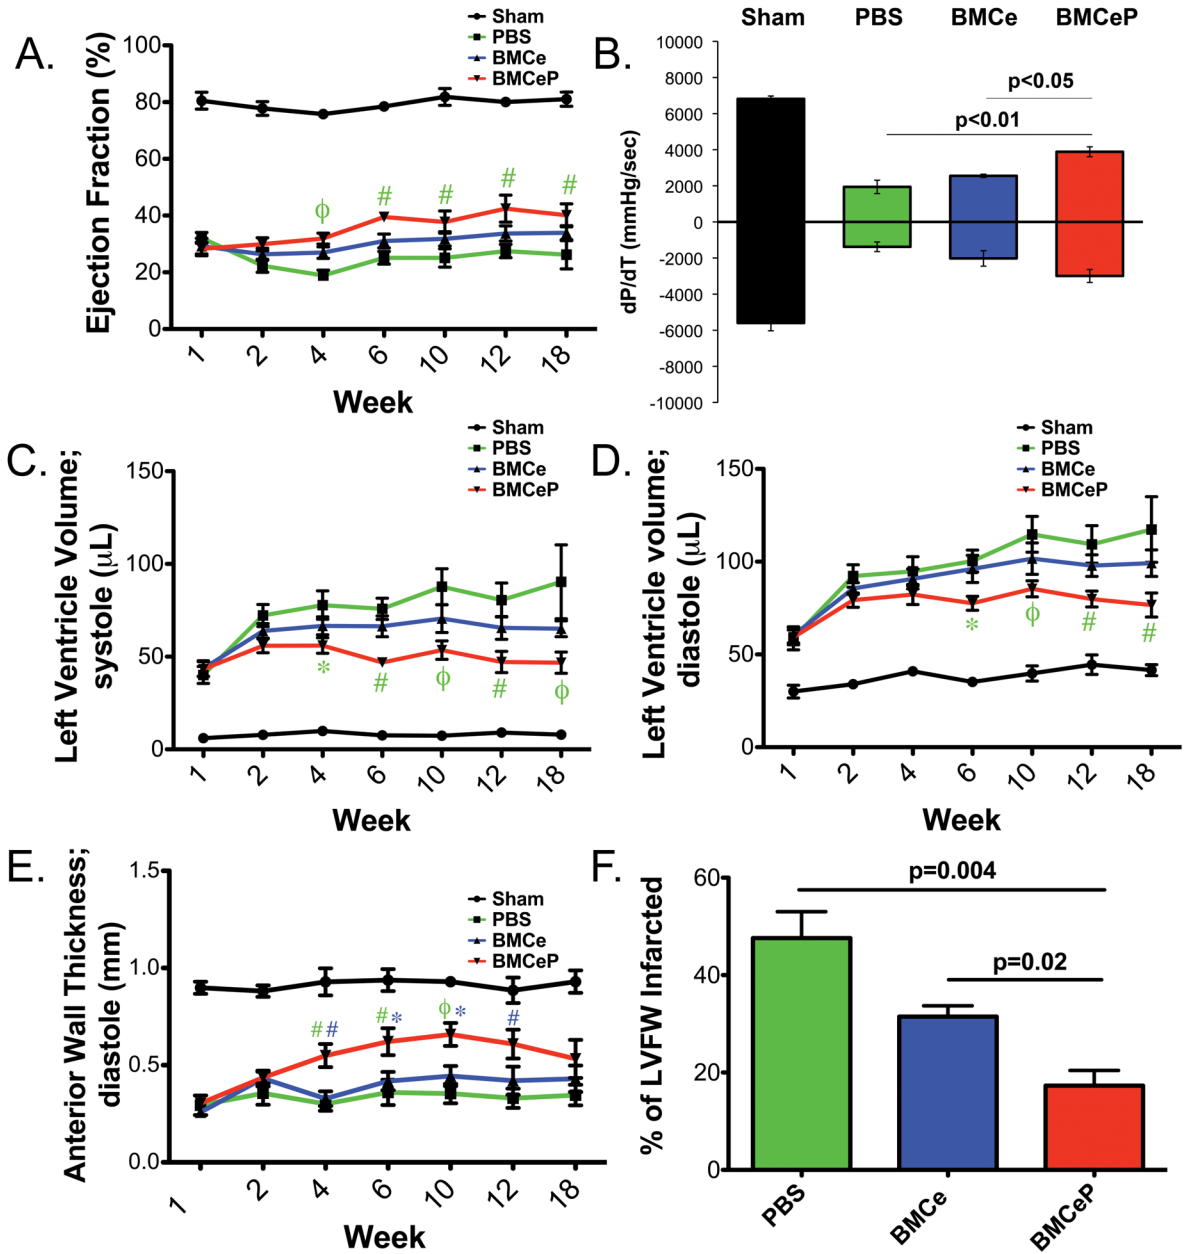 A.
Ejection Fraction (%)
100
80
60
40
20
0
Sham
PBS
BMCe
BMCeP
ϕ
#
#
#
#
1
2
4
6
10
12
18
Week
B.
Sham PBS BMCe BMCeP
dP/dT (mmHg/sec)
10000
8000
6000
4000
2000
0
-2000
-4000
-6000
-8000
-10000
p<0.05
p<0.01
C.
Left Ventricle Volume;
systole (μL)
150
100
50
0
Sham
PBS
BMCe
BMCeP
*
#
ϕ
#
ϕ
1
2
4
6
10
12
18
Week
D.
Left Ventricle volume;
diastole (μL)
150
100
50
0
Sham
PBS
BMCe
BMCeP
*
ϕ
#
#
1
2
4
6
10
12
18
Week
E.
Anterior Wall Thickness;
diastole (mm)
1.5
1.0
0.5
0.0
Sham
PBS
BMCe
BMCeP
##
#*
ϕ*
#
1
2
4
6
10
12
18
Week
F.
% of LVFW Infarcted
60
40
20
0
p=0.004
p=0.02
PBS
BMCe
BMCeP